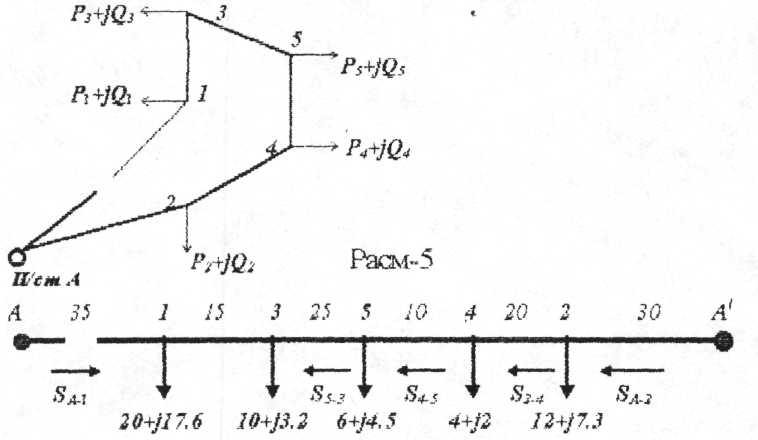 P3+jQ3
3
5
P5+jQ5
P1+jQ1
1
4
P4+jQ4
2
P2+jQ2
Расм-5
П/ст А
A 35 1 15 3 25 5 10 4 20 2 30 A'
SA-1 S5-3 S4-5 S2-4 SA-2
20+j17.6 10+j3.2 6+j4.5 4+j2 12+j7.3